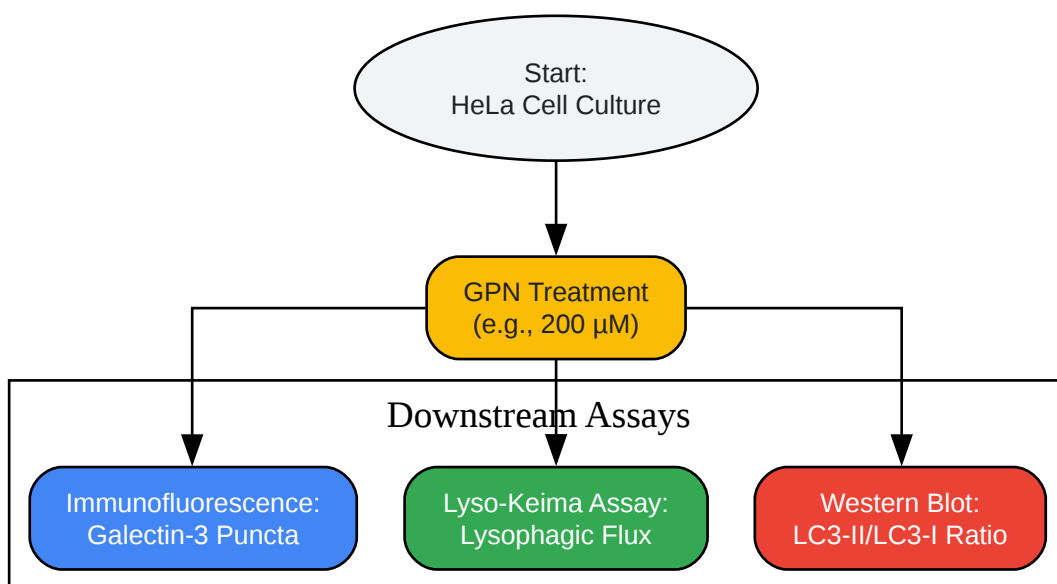 Start:
HeLa Cell Culture
GPN Treatment
(e.g., 200 µM)
Downstream Assays
Immunofluorescence:
Galectin-3 Puncta
Lyso-Keima Assay:
Lysophagic Flux
Western Blot:
LC3-II/LC3-I Ratio